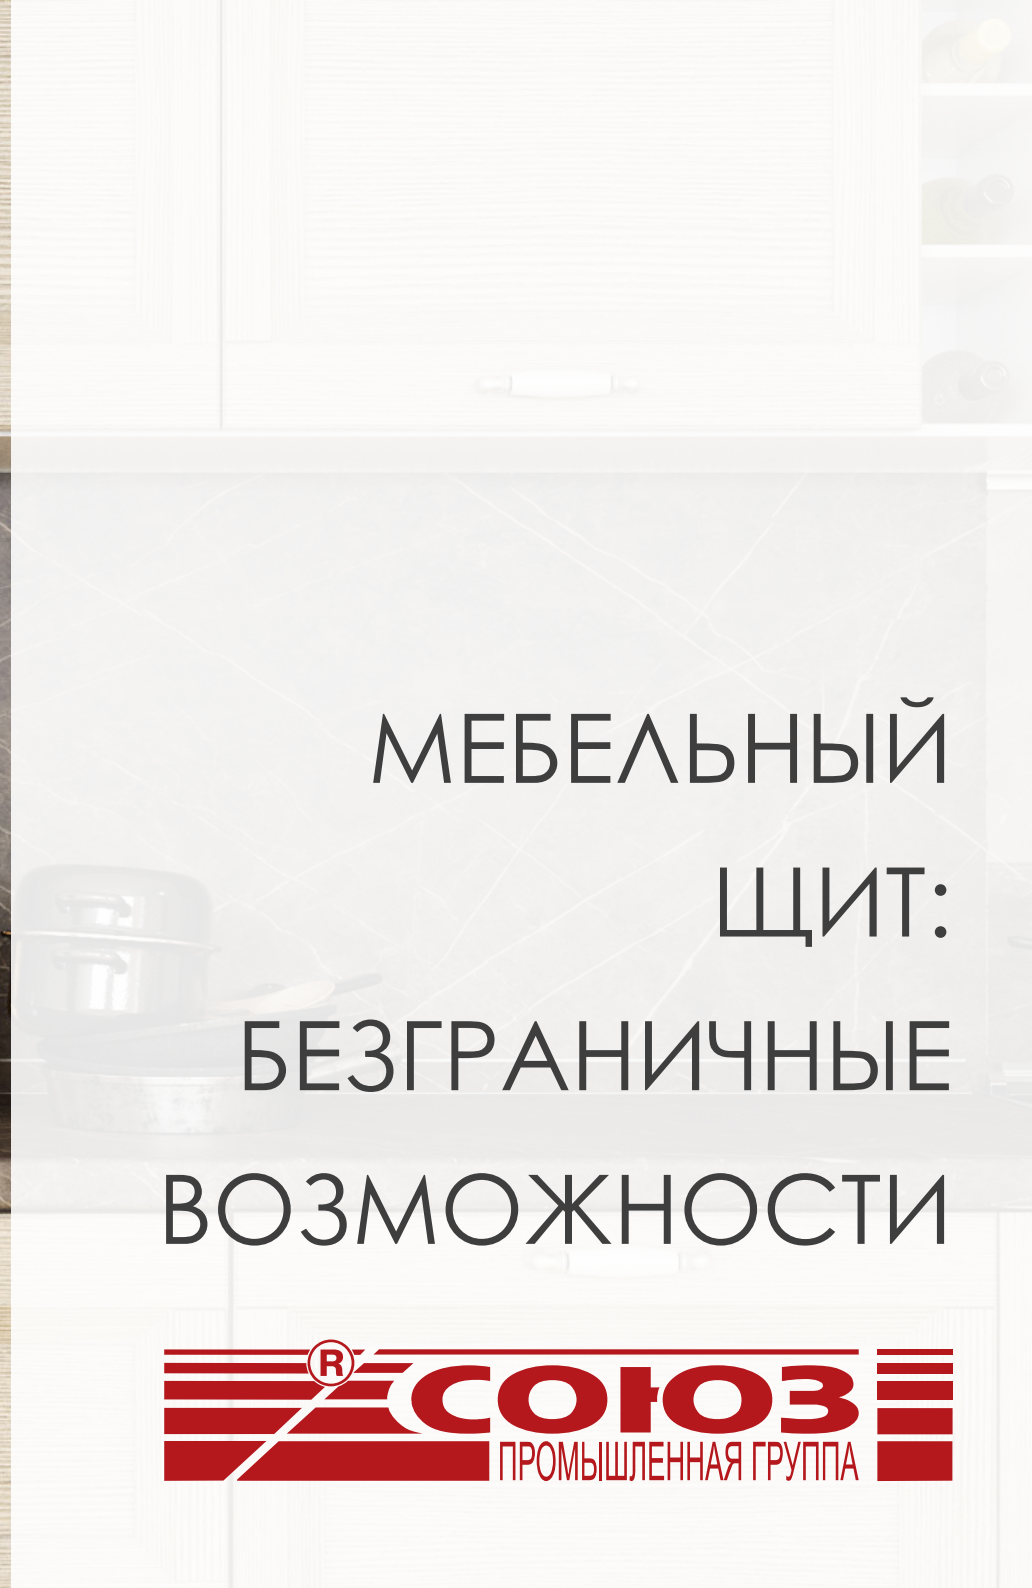 МЕБЕЛЬНЫЙ
ЩИТ:
БЕЗГРАНИЧНЫЕ
ВОЗМОЖНОСТИ
® СОЮЗ
ПРОМЫШЛЕННАЯ ГРУППА